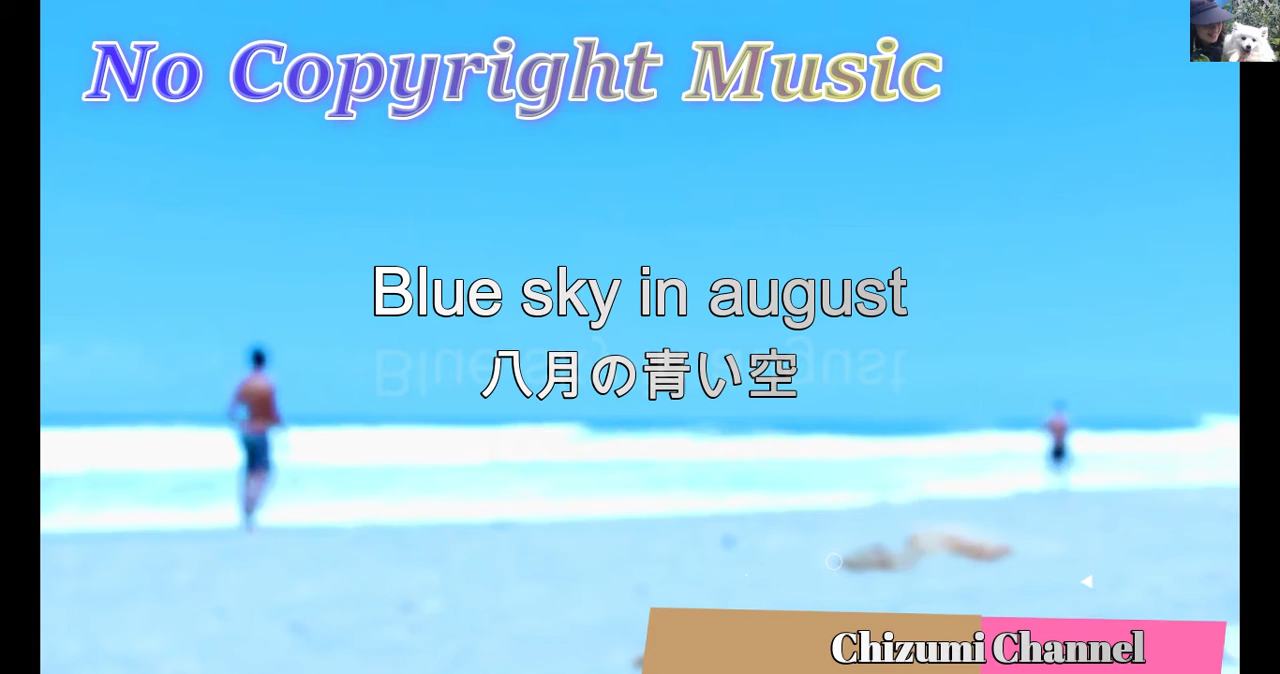 No Copyright Music
Blue sky in august
八月の青い空
Chizumi Channel